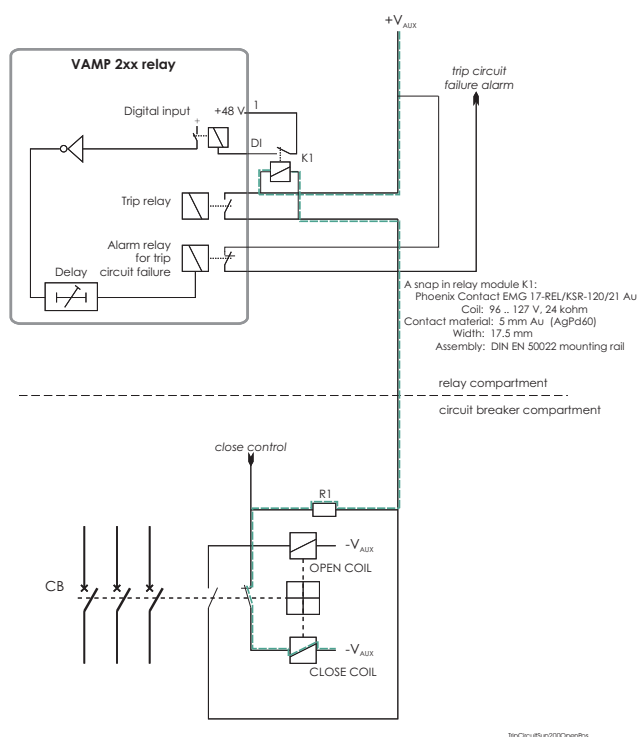 +VAUX
VAMP 2xx relay
trip circuit
failure alarm
Digital input
+
+48 V
1
DI
K1
Trip relay
Alarm relay
for trip
circuit failure
Delay
A snap in relay module K1:
Phoenix Contact EMG 17-REL/KSR-120/21 Au
Coil: 96 .. 127 V, 24 kohm
Contact material: 5 mm Au (AgPd60)
Width: 17.5 mm
Assembly: DIN EN 50022 mounting rail
relay compartment
circuit breaker compartment
close control
R1
-VAUX
OPEN COIL
CB
-VAUX
CLOSE COIL
TripCircuitSup200OpenPos